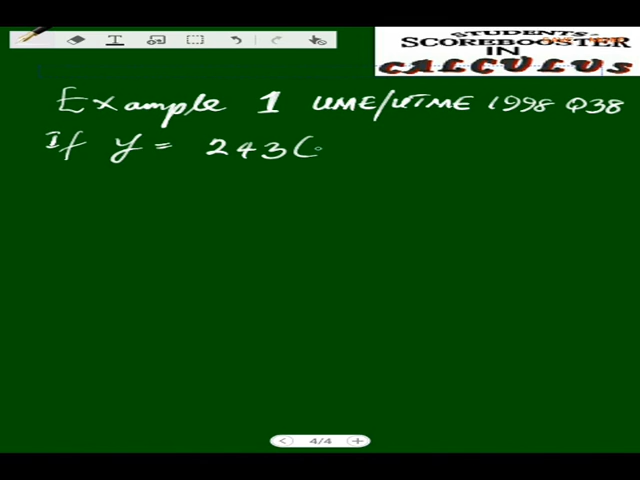 STUDENTS
SCOREBOOSTER
IN
CALCULUS
Example 1 UME/UTME 1998 Q38
If y = 243(
4/4